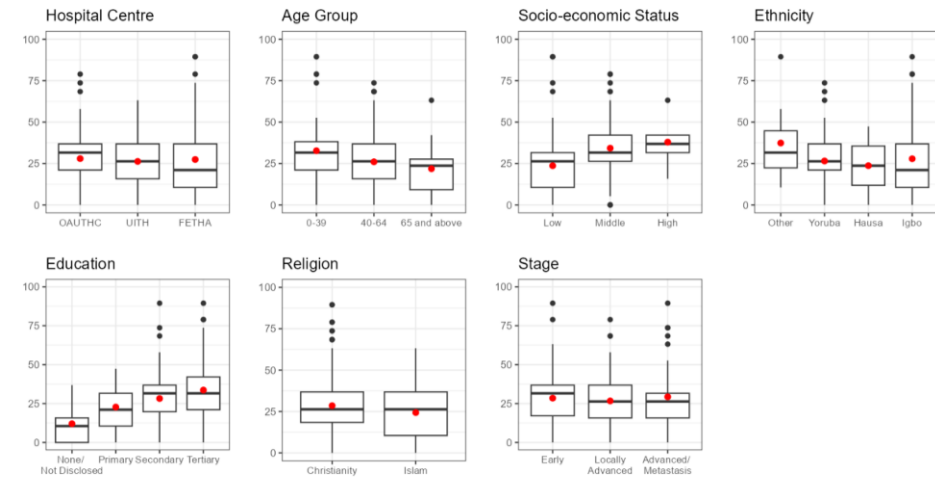 Hospital Centre
100
75
50
25
0
OAUTHC UITH FETHA
Age Group
100
75
50
25
0
0-39 40-64 65 and above
Socio-economic Status
100
75
50
25
0
Low Middle High
Ethnicity
100
75
50
25
0
Other Yoruba Hausa Igbo
Education
100
75
50
25
0
None/ Primary Secondary Tertiary
Not Disclosed
Religion
100
75
50
25
0
Christianity Islam
Stage
100
75
50
25
0
Early Locally Advanced/
Advanced Metastasis